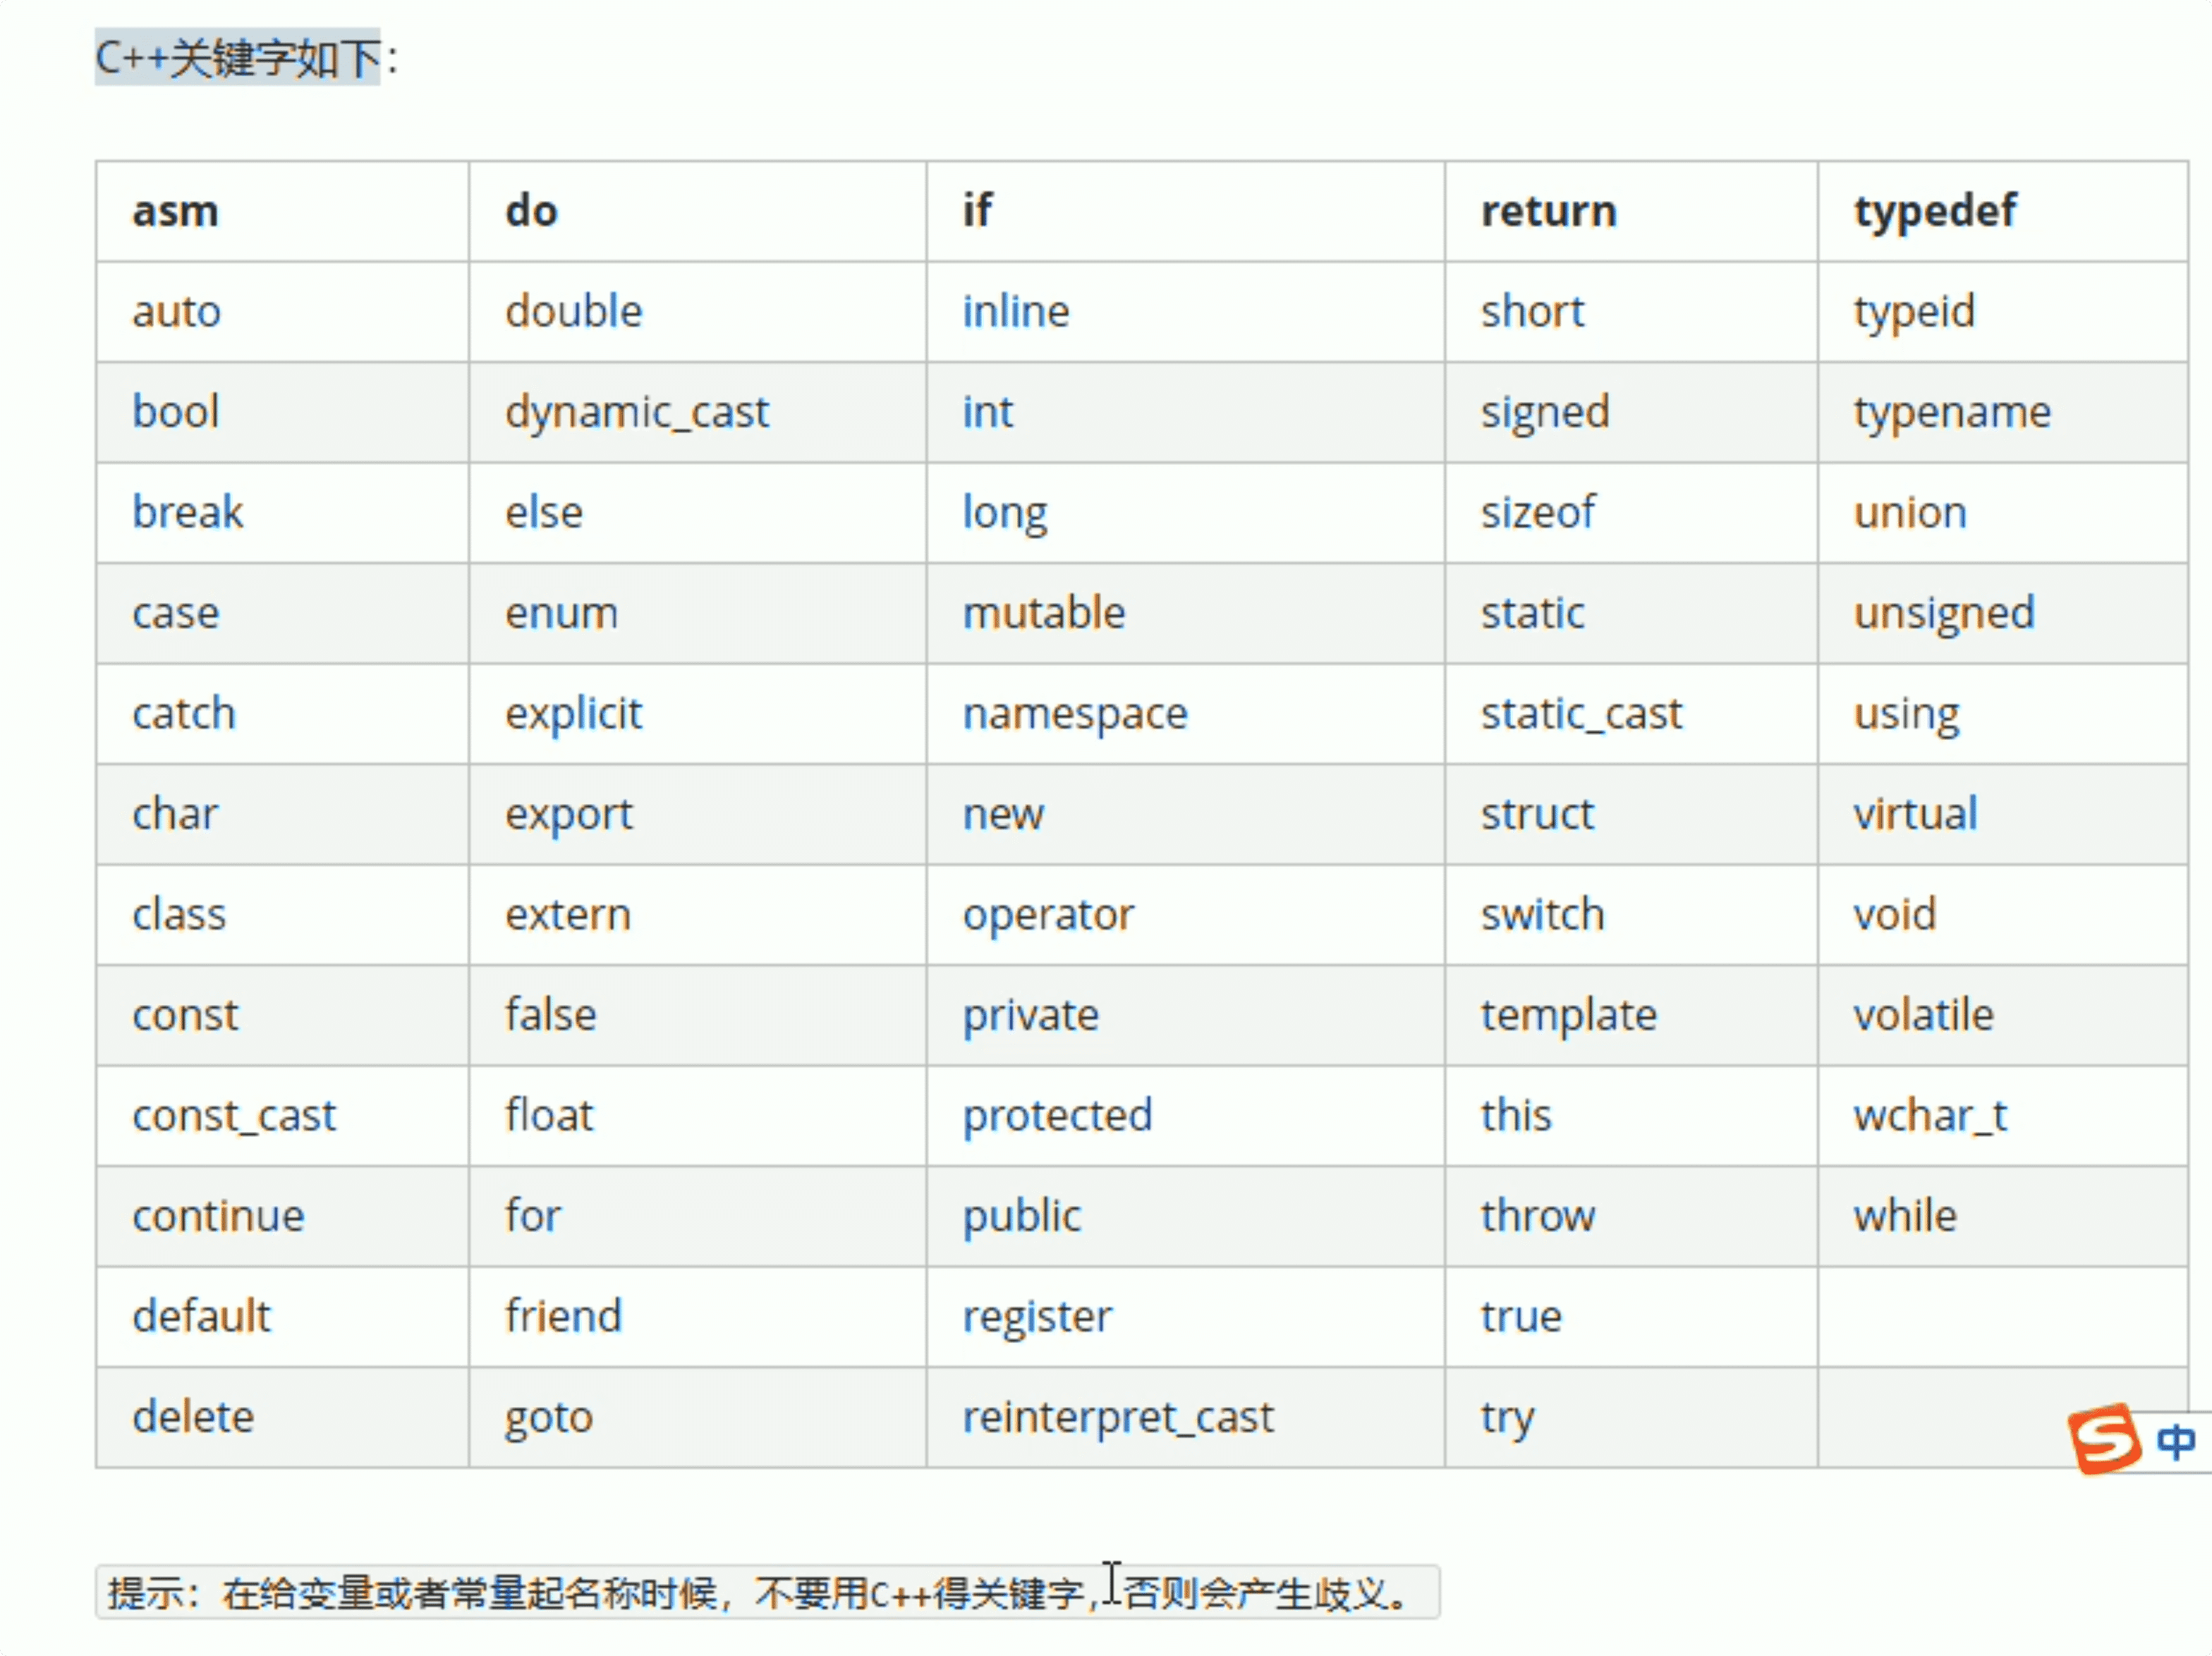 C++关键字如下：
asm do if return typedef
auto double inline short typeid
bool dynamic_cast int signed typename
break else long sizeof union
case enum mutable static unsigned
catch explicit namespace static_cast using
char export new struct virtual
class extern operator switch void
const false private template volatile
const_cast float protected this wchar_t
continue for public throw while
default friend register true
delete goto reinterpret_cast try
S 中
提示：在给变量或者常量起名称时候，不要用C++得关键字，否则会产生歧义。